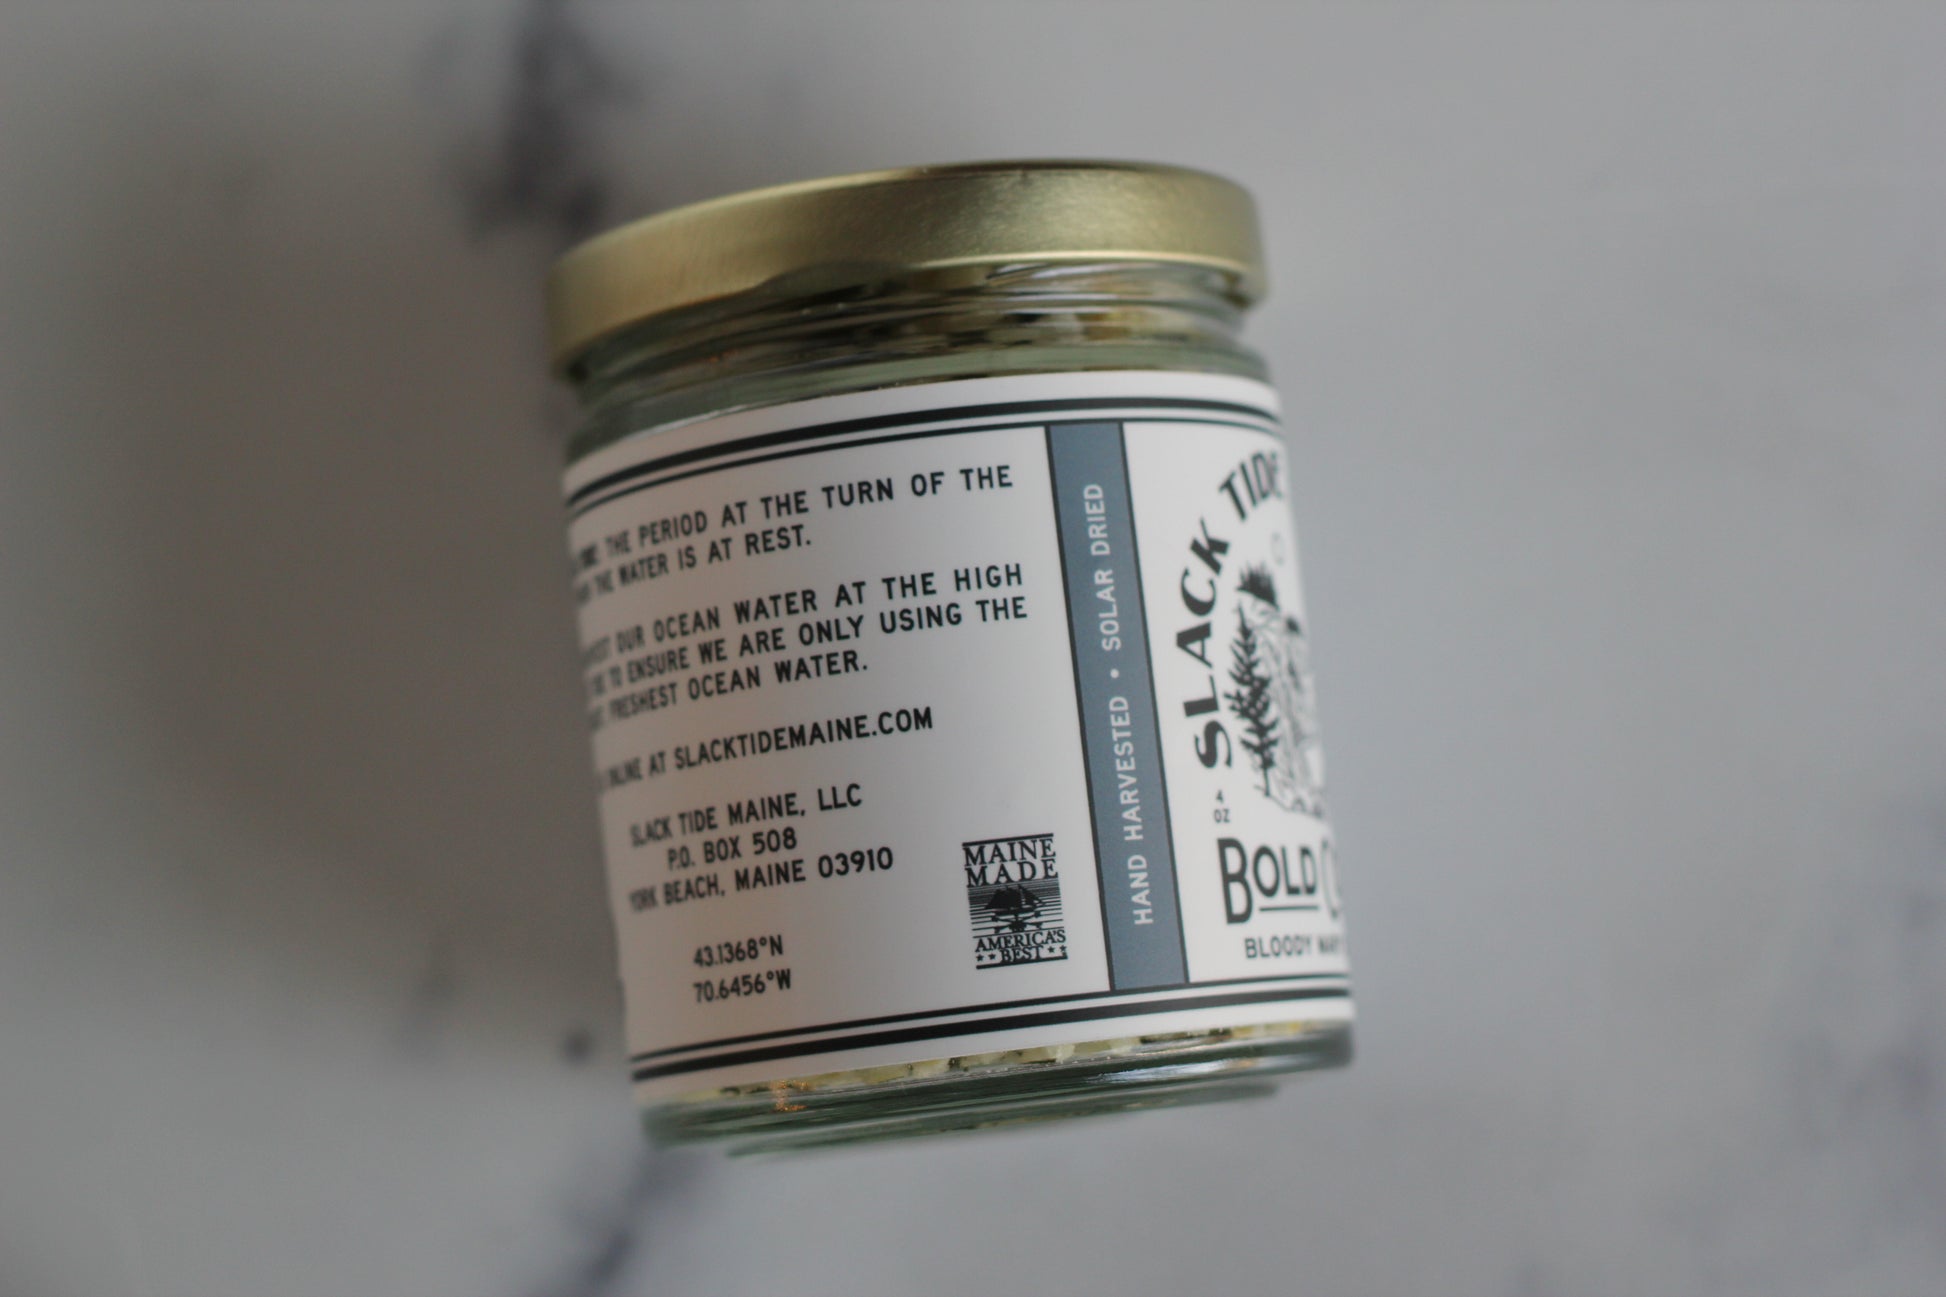 THE PERIOD AT THE TURN OF THE
THE WATER IS AT REST.
OUR OCEAN WATER AT THE HIGH
TO ENSURE WE ARE ONLY USING THE
FRESHEST OCEAN WATER.
ONLINE AT SLACKTIDEMAINE.COM
SLACK TIDE MAINE, LLC
P.O. BOX 508
YORK BEACH, MAINE 03910
43.1368°N
70.6456°W
MAINE
MADE
AMERICA'S
BEST
HAND HARVESTED • SOLAR DRIED
SLACK TIDE
4
OZ
BOLD
BLOODY MARY